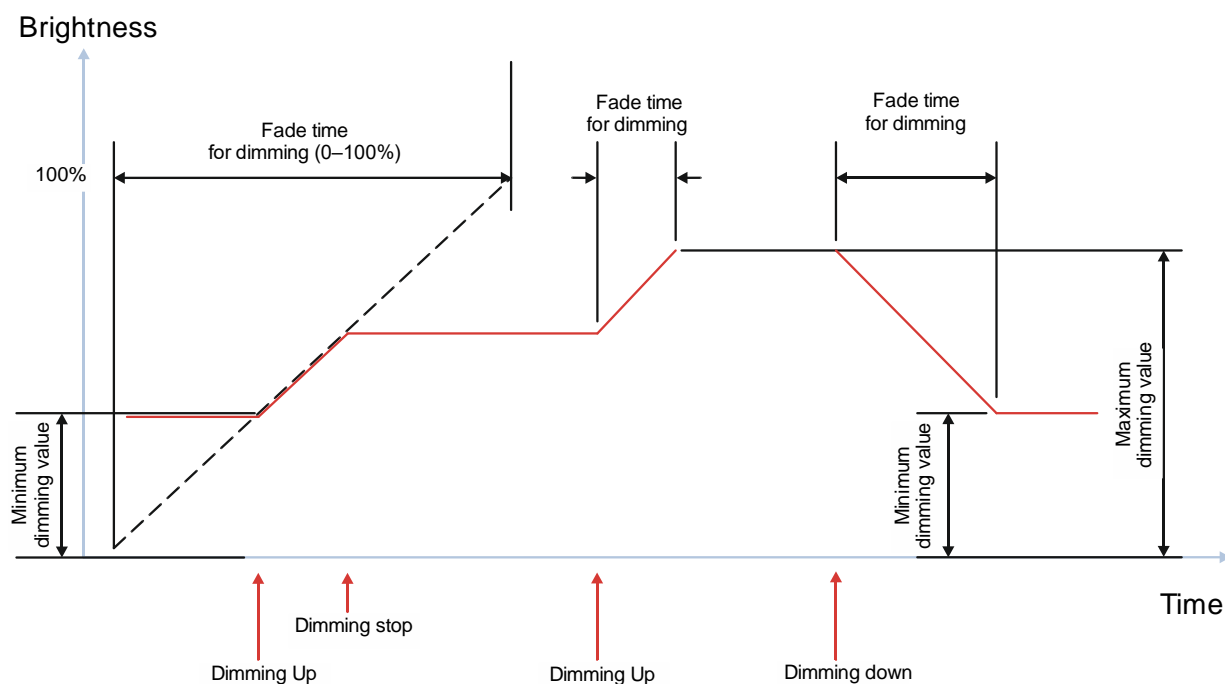 Brightness
Fade time
for dimming (0–100%)
Fade time
for dimming
Fade time
for dimming
100%
Minimum
dimming value
Minimum
dimming value
Maximum
dimming value
Time
Dimming stop
Dimming Up
Dimming Up
Dimming down